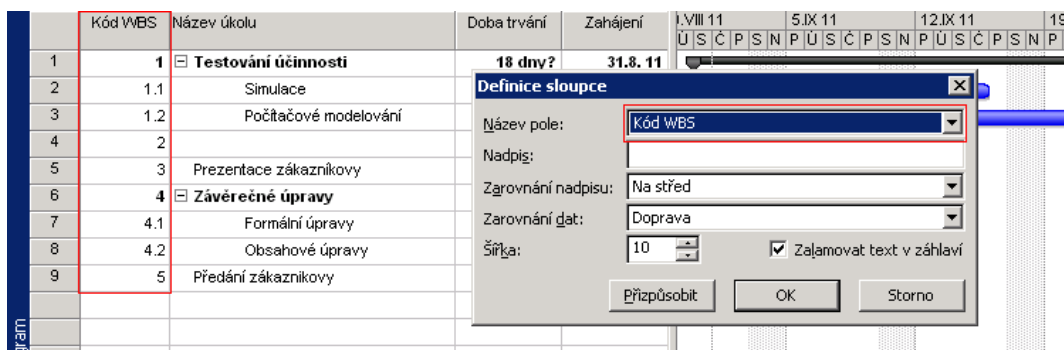 Kód WBS Název úkolu Doba trvání Zahájení I.VIII 11 5.IX 11 12.IX 11 19
Ú S Č P S N P Ú S Č P S N P Ú S Č P S N P
1 1 Testování účinnosti 18 dny? 31.8. 11
2 1.1 Simulace
3 1.2 Počítačové modelování
4 2
5 3 Prezentace zákazníkovy
6 4 Závěrečné úpravy
7 4.1 Formální úpravy
8 4.2 Obsahové úpravy
9 5 Předání zákaznikovy
gram
Definice sloupce
Název pole: Kód WBS
Nadpis:
Zarovnání nadpisu: Na střed
Zarovnání dat: Doprava
Šířka: 10 Zalamovat text v záhlaví
Přizpůsobit OK Storno